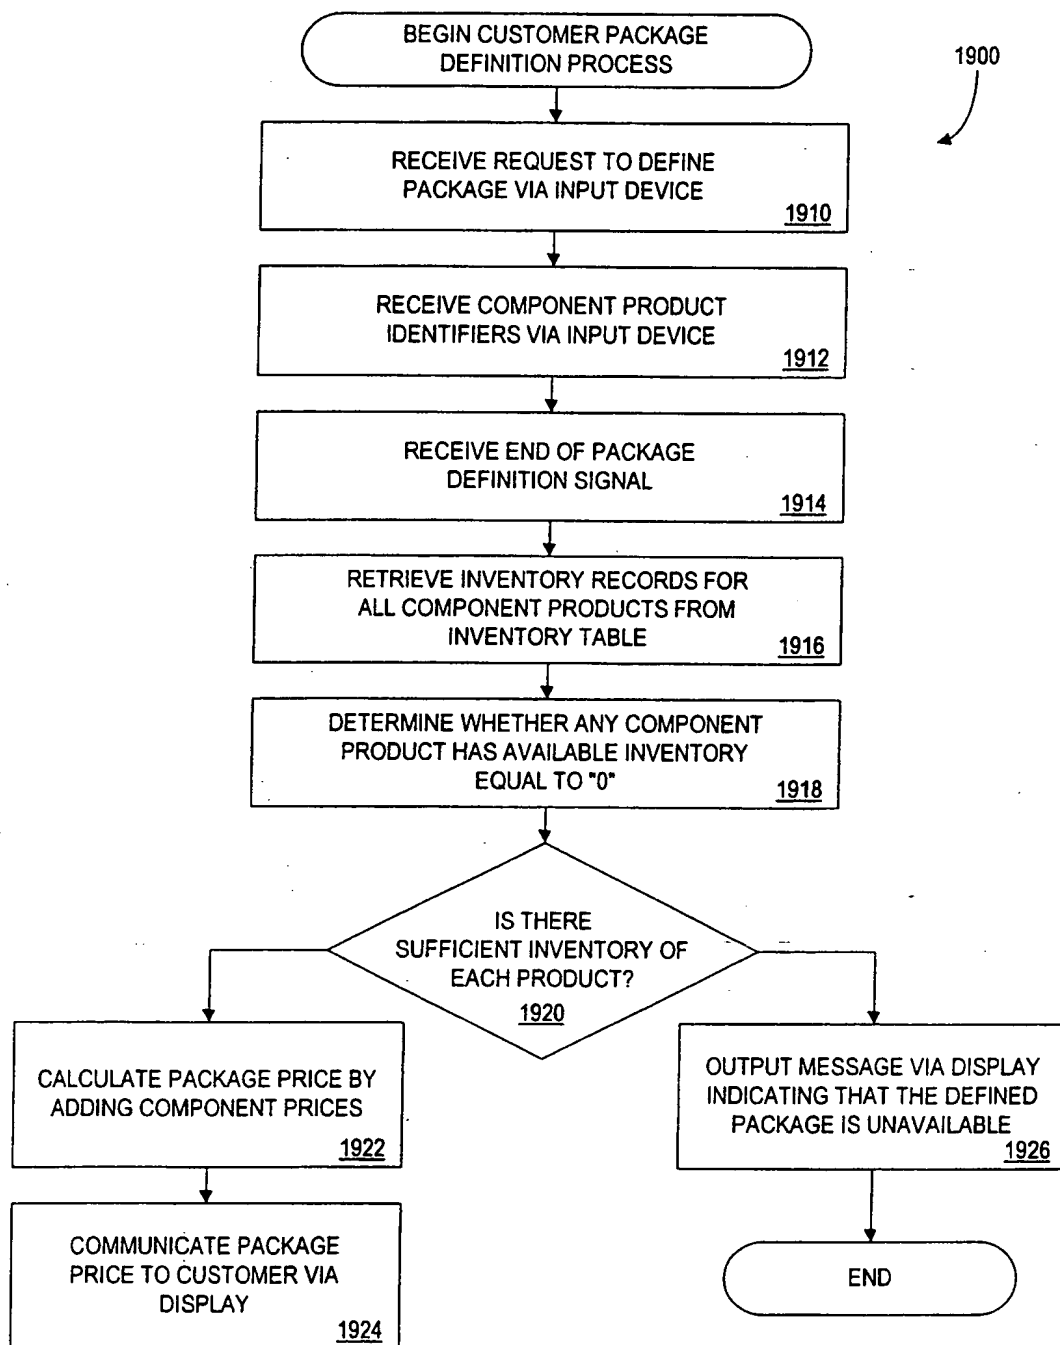 BEGIN CUSTOMER PACKAGE
DEFINITION PROCESS
1900
RECEIVE REQUEST TO DEFINE
PACKAGE VIA INPUT DEVICE
1910
RECEIVE COMPONENT PRODUCT
IDENTIFIERS VIA INPUT DEVICE
1912
RECEIVE END OF PACKAGE
DEFINITION SIGNAL
1914
RETRIEVE INVENTORY RECORDS FOR
ALL COMPONENT PRODUCTS FROM
INVENTORY TABLE
1916
DETERMINE WHETHER ANY COMPONENT
PRODUCT HAS AVAILABLE INVENTORY
EQUAL TO "0"
1918
IS THERE
SUFFICIENT INVENTORY OF
EACH PRODUCT?
1920
CALCULATE PACKAGE PRICE BY
ADDING COMPONENT PRICES
1922
COMMUNICATE PACKAGE
PRICE TO CUSTOMER VIA
DISPLAY
1924
OUTPUT MESSAGE VIA DISPLAY
INDICATING THAT THE DEFINED
PACKAGE IS UNAVAILABLE
1926
END